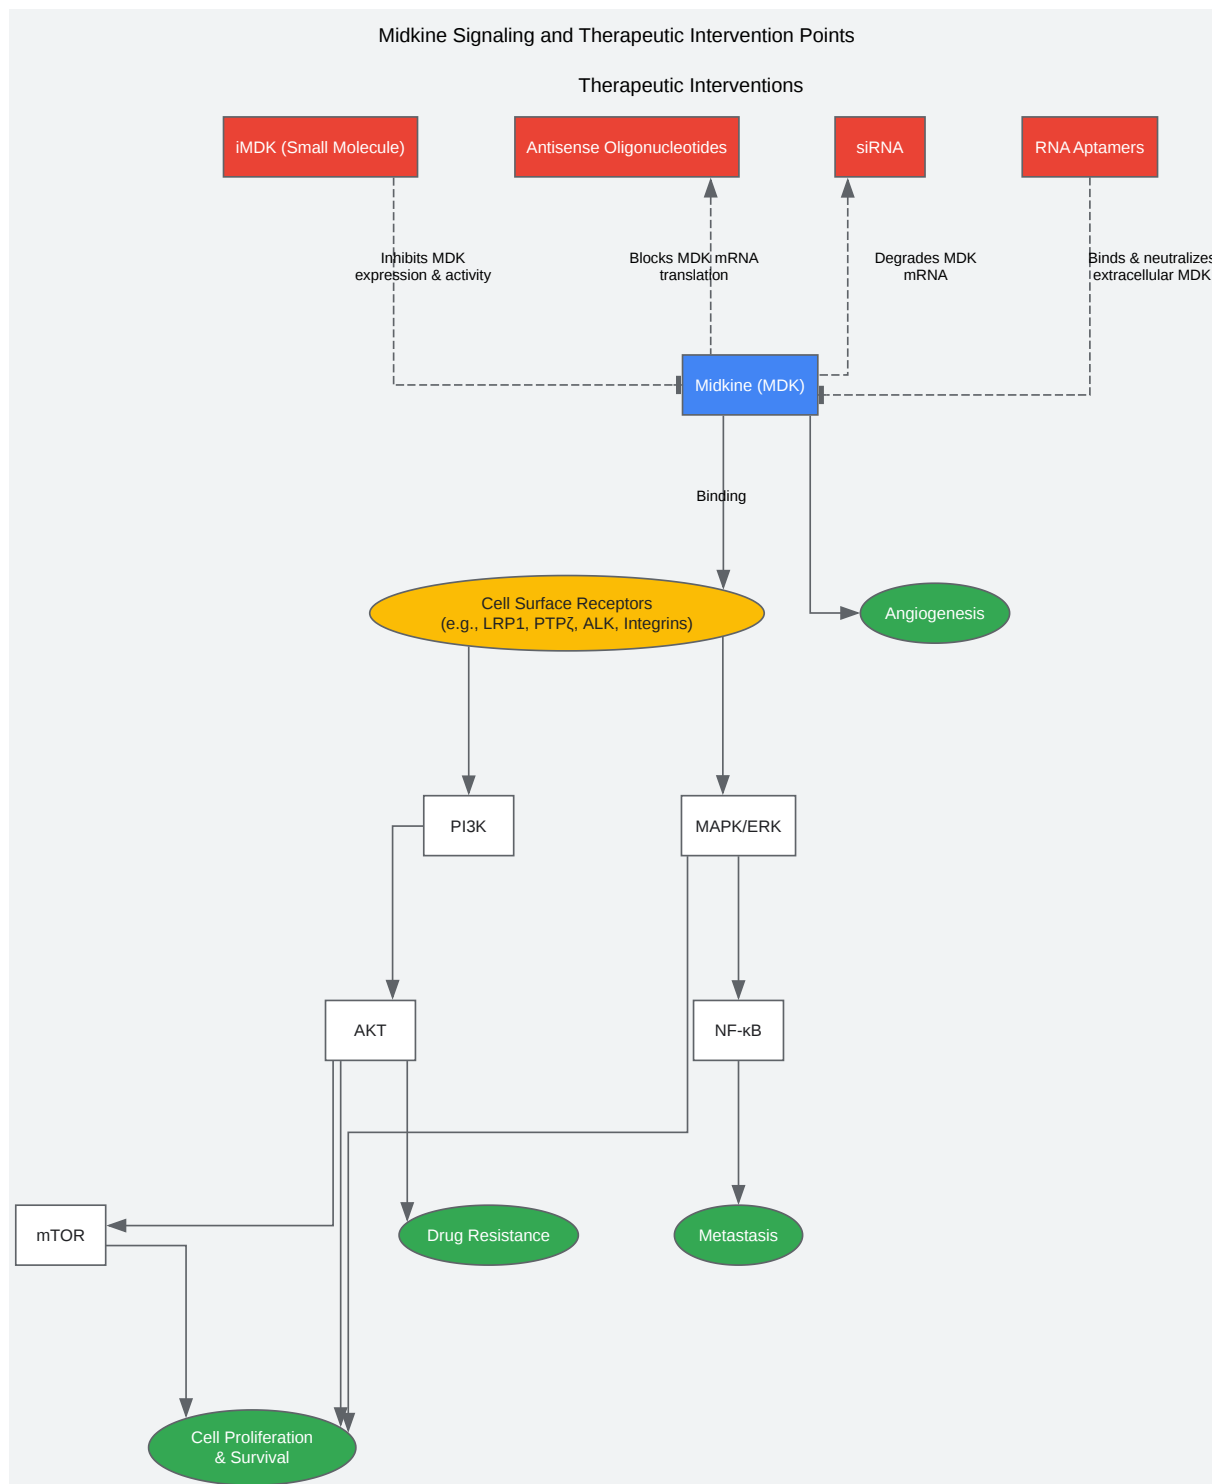 Midkine Signaling and Therapeutic Intervention Points
Therapeutic Interventions
iMDK (Small Molecule)
Antisense Oligonucleotides
siRNA
RNA Aptamers
Inhibits MDK
expression & activity
Blocks MDK mRNA
translation
Degrades MDK
mRNA
Binds & neutralizes
extracellular MDK
Midkine (MDK)
Binding
Cell Surface Receptors
(e.g., LRP1, PTPζ, ALK, Integrins)
Angiogenesis
PI3K
MAPK/ERK
AKT
NF-κB
mTOR
Drug Resistance
Metastasis
Cell Proliferation
& Survival